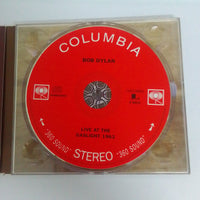 COLUMBIA
BOB DYLAN
LIVE AT THE
GASLIGHT 1962
"360 SOUND" STEREO "360 SOUND"